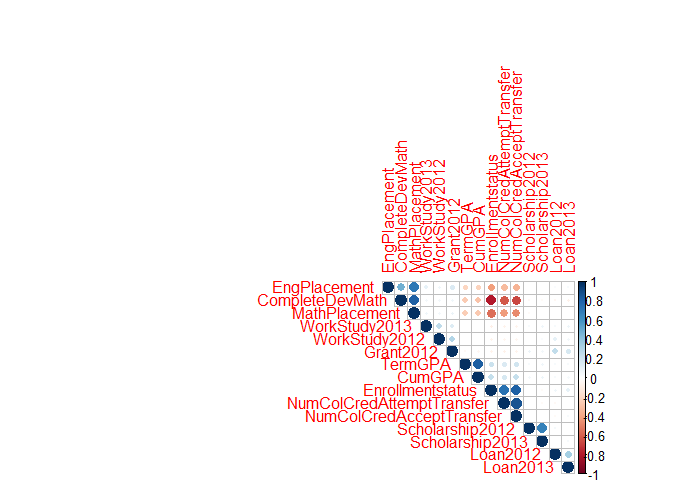 EngPlacement
CompleteDevMath
MathPlacement
WorkStudy2013
WorkStudy2012
Grant2012
TermGPA
CumGPA
Enrollmentstatus
NumColCredAttemptTransfer
NumColCredAcceptTransfer
Scholarship2012
Scholarship2013
Loan2012
Loan2013
EngPlacement
CompleteDevMath
MathPlacement
WorkStudy2013
WorkStudy2012
Grant2012
TermGPA
CumGPA
Enrollmentstatus
NumColCredAttemptTransfer
NumColCredAcceptTransfer
Scholarship2012
Scholarship2013
Loan2012
Loan2013
1
0.8
0.6
0.4
0.2
0
-0.2
-0.4
-0.6
-0.8
-1